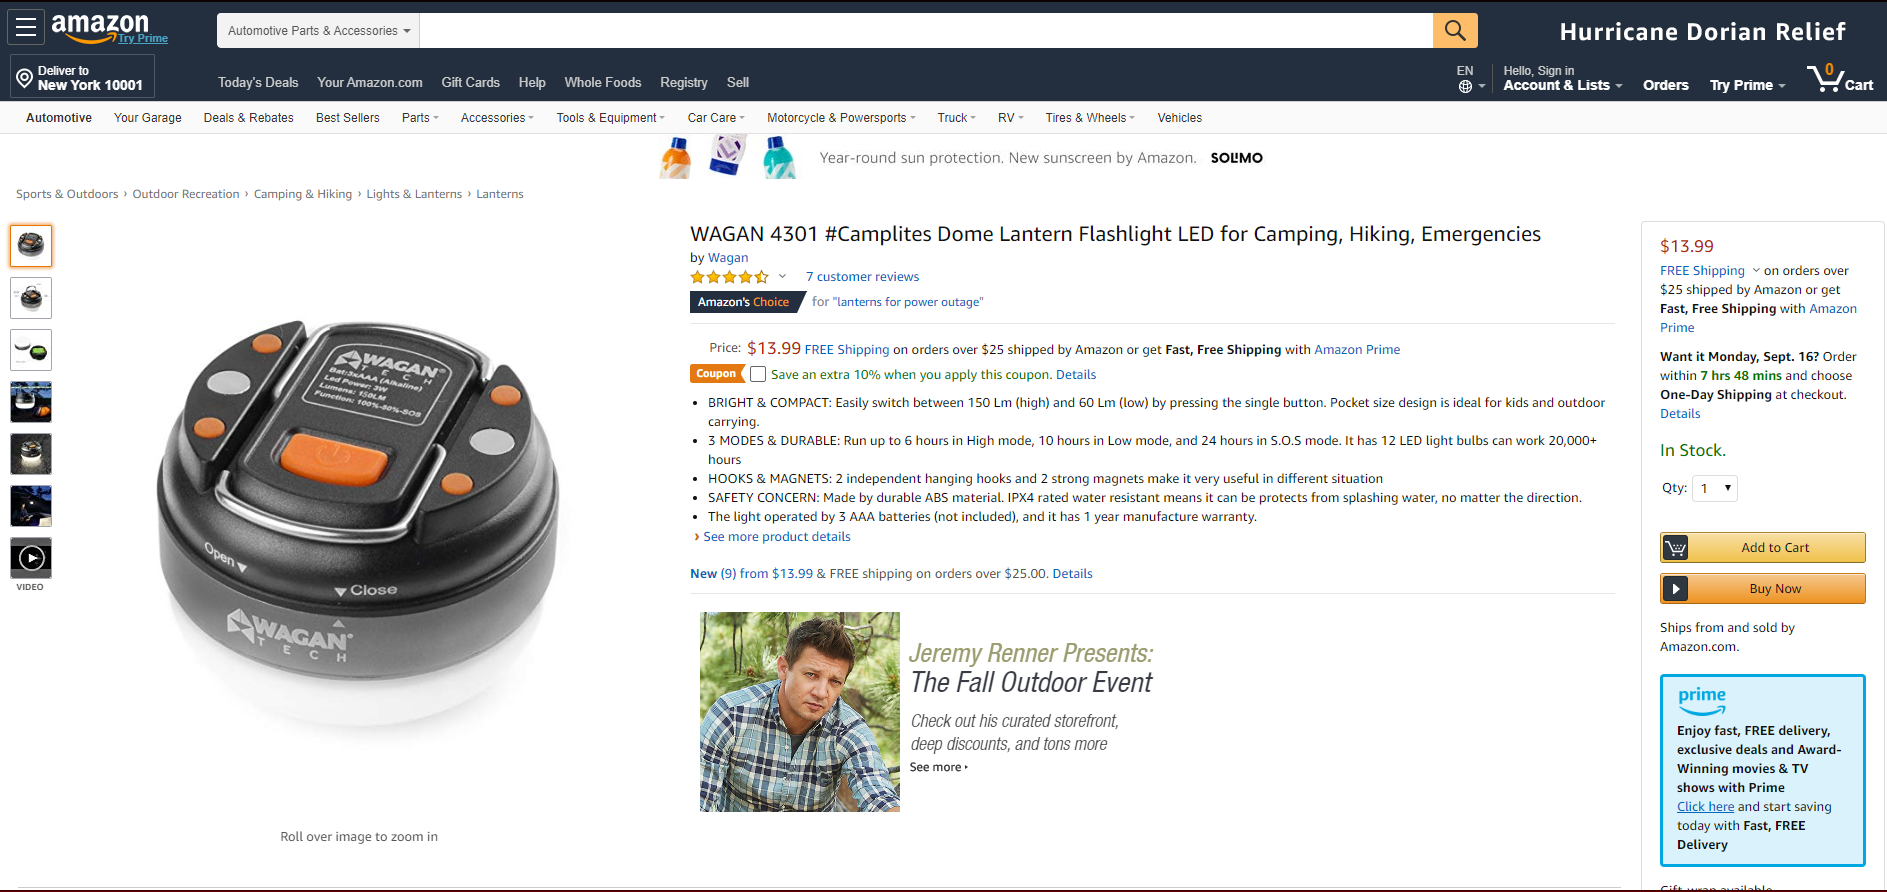 amazon
Try Prime
Automotive Parts & Accessories
Hurricane Dorian Relief
Deliver to
New York 10001
Today's Deals Your Amazon.com Gift Cards Help Whole Foods Registry Sell
EN
Hello, Sign in
Account & Lists
Orders
Try Prime
0
Cart
Automotive Your Garage Deals & Rebates Best Sellers Parts Accessories Tools & Equipment Car Care Motorcycle & Powersports Truck RV Tires & Wheels Vehicles
Year-round sun protection. New sunscreen by Amazon. SOLIMO
Sports & Outdoors › Outdoor Recreation › Camping & Hiking › Lights & Lanterns › Lanterns
VIDEO
WAGAN
TECH
Bat:3xAAA (Alkaline)
Led Power: 3W
Lumens: 150LM
Function: 100%-50%-SOS
Open
Close
WAGAN
TECH
Roll over image to zoom in
WAGAN 4301 #Camplites Dome Lantern Flashlight LED for Camping, Hiking, Emergencies
by Wagan
7 customer reviews
Amazon's Choice for "lanterns for power outage"
Price: $13.99 FREE Shipping on orders over $25 shipped by Amazon or get Fast, Free Shipping with Amazon Prime
Coupon Save an extra 10% when you apply this coupon. Details
• BRIGHT & COMPACT: Easily switch between 150 Lm (high) and 60 Lm (low) by pressing the single button. Pocket size design is ideal for kids and outdoor
carrying.
• 3 MODES & DURABLE: Run up to 6 hours in High mode, 10 hours in Low mode, and 24 hours in S.O.S mode. It has 12 LED light bulbs can work 20,000+
hours
• HOOKS & MAGNETS: 2 independent hanging hooks and 2 strong magnets make it very useful in different situation
• SAFETY CONCERN: Made by durable ABS material. IPX4 rated water resistant means it can be protects from splashing water, no matter the direction.
• The light operated by 3 AAA batteries (not included), and it has 1 year manufacture warranty.
› See more product details
New (9) from $13.99 & FREE shipping on orders over $25.00. Details
Jeremy Renner Presents:
The Fall Outdoor Event
Check out his curated storefront,
deep discounts, and tons more
See more
$13.99
FREE Shipping on orders over
$25 shipped by Amazon or get
Fast, Free Shipping with Amazon
Prime
Want it Monday, Sept. 16? Order
within 7 hrs 48 mins and choose
One-Day Shipping at checkout.
Details
In Stock.
Qty: 1
Add to Cart
Buy Now
Ships from and sold by
Amazon.com.
prime
Enjoy fast, FREE delivery,
exclusive deals and Award-
Winning movies & TV
shows with Prime
Click here and start saving
today with Fast, FREE
Delivery
Gift-wrap available